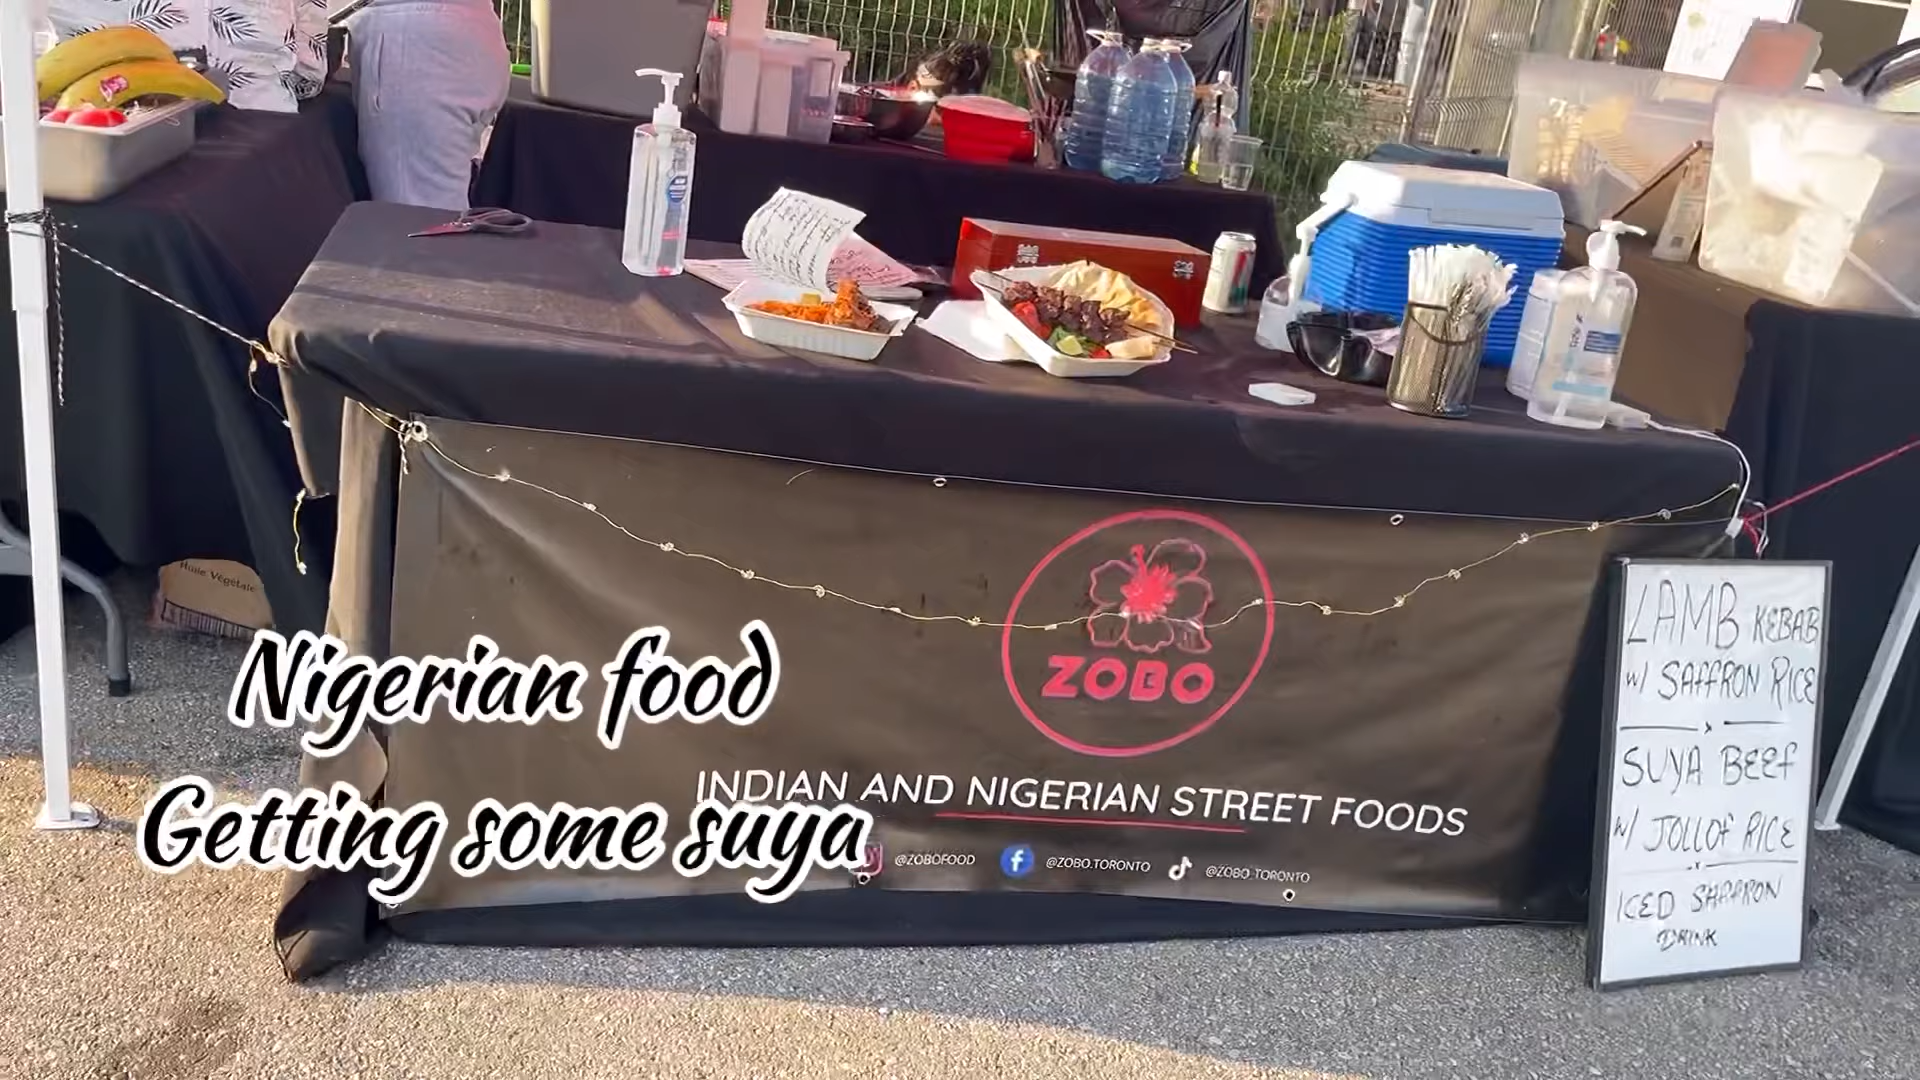 Huile Végétale
Nigerian food
Getting some suya
ZOBO
INDIAN AND NIGERIAN STREET FOODS
@ZOBOFOOD
@ZOBO.TORONTO
@ZOBO.TORONTO
LAMB KEBAB
W/ SAFFRON RICE
SUYA BEEF
W/ JOLLOF RICE
ICED SAFFRON
DRINK